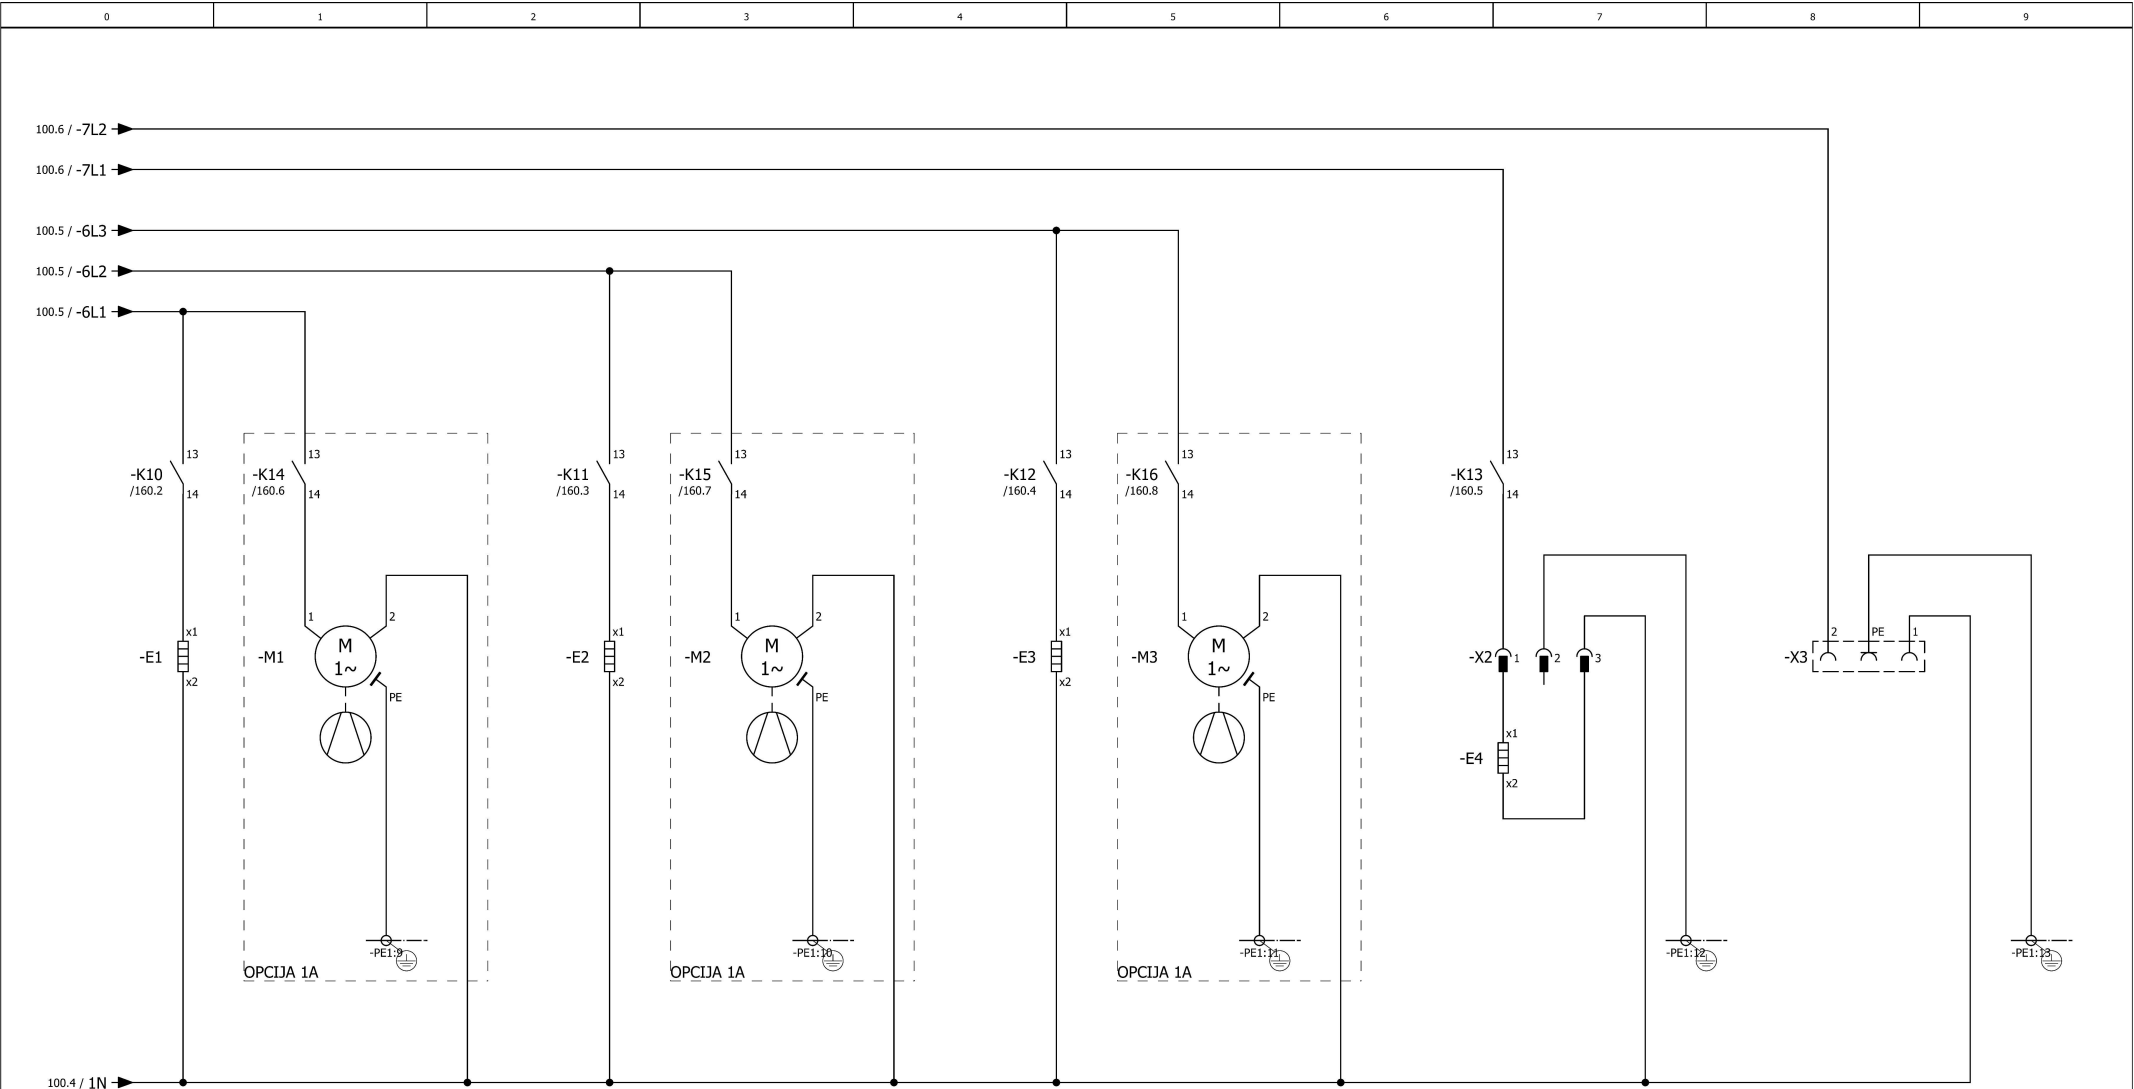 0 1 2 3 4 5 6 7 8 9
100.6 / -7L2
100.6 / -7L1
100.5 / -6L3
100.5 / -6L2
100.5 / -6L1
13 13 13 13 13 13 13
-K10 -K14 -K11 -K15 -K12 -K16 -K13
/160.2 /160.6 /160.3 /160.7 /160.4 /160.8 /160.5
14 14 14 14 14 14 14
1 2 1 2 1 2
x1 x1 x1 2 PE 1
M M M
-E1 -M1 1~ -E2 -M2 1~ -E3 -M3 1~ -X2 1 2 3 -X3
x2 x2 x2
PE PE PE
x1
-E4
x2
-PE1:9 -PE1:10 -PE1:11 -PE1:12 -PE1:13
OPCIJA 1A OPCIJA 1A OPCIJA 1A
100.4 / 1N